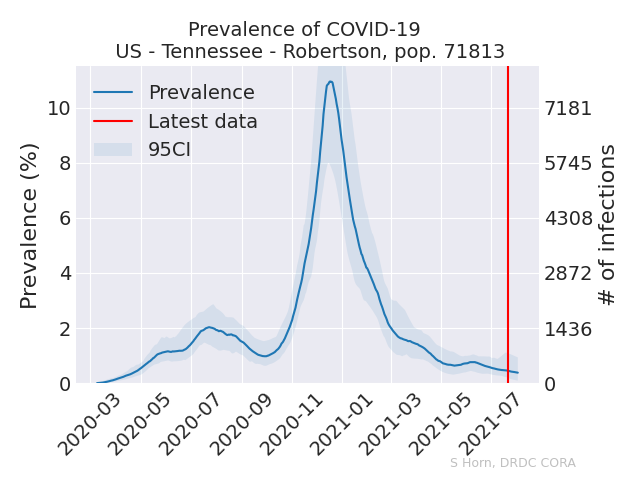 Prevalence of COVID-19
US - Tennessee - Robertson, pop. 71813
Prevalence
Latest data
95CI
Prevalence (%)
10
8
6
4
2
0
7181
5745
4308
2872
1436
0
# of infections
2020-03
2020-05
2020-07
2020-09
2020-11
2021-01
2021-03
2021-05
2021-07
S Horn, DRDC CORA